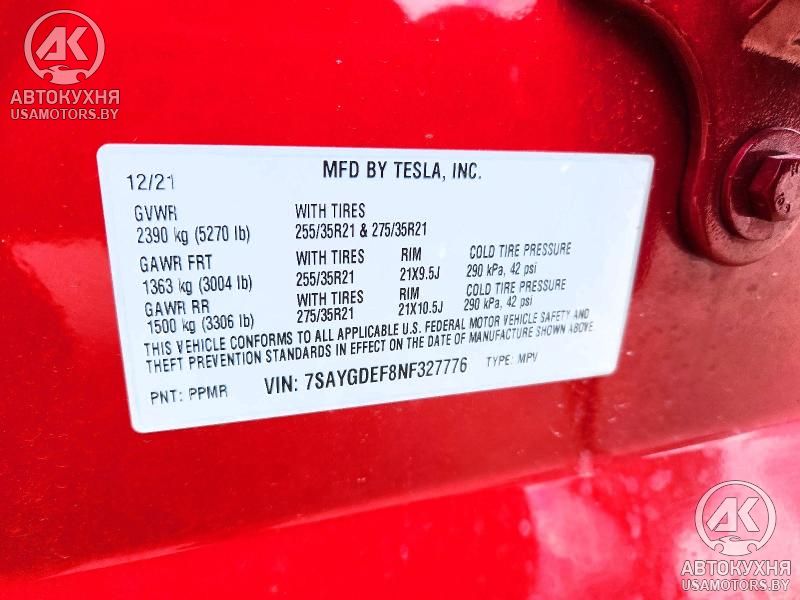 АК
АВТОКУХНЯ
USAMOTORS.BY
12/21 MFD BY TESLA, INC.
GVWR WITH TIRES
2390 kg (5270 lb) 255/35R21 & 275/35R21
GAWR FRT WITH TIRES RIM COLD TIRE PRESSURE
1363 kg (3004 lb) 255/35R21 21X9.5J 290 kPa, 42 psi
GAWR RR WITH TIRES RIM COLD TIRE PRESSURE
1500 kg (3306 lb) 275/35R21 21X10.5J 290 kPa, 42 psi
THIS VEHICLE CONFORMS TO ALL APPLICABLE U.S. FEDERAL MOTOR VEHICLE SAFETY AND
THEFT PREVENTION STANDARDS IN EFFECT ON THE DATE OF MANUFACTURE SHOWN ABOVE.
PNT: PPMR VIN: 7SAYGDEF8NF327776 TYPE: MPV
АК
АВТОКУХНЯ
USAMOTORS.BY